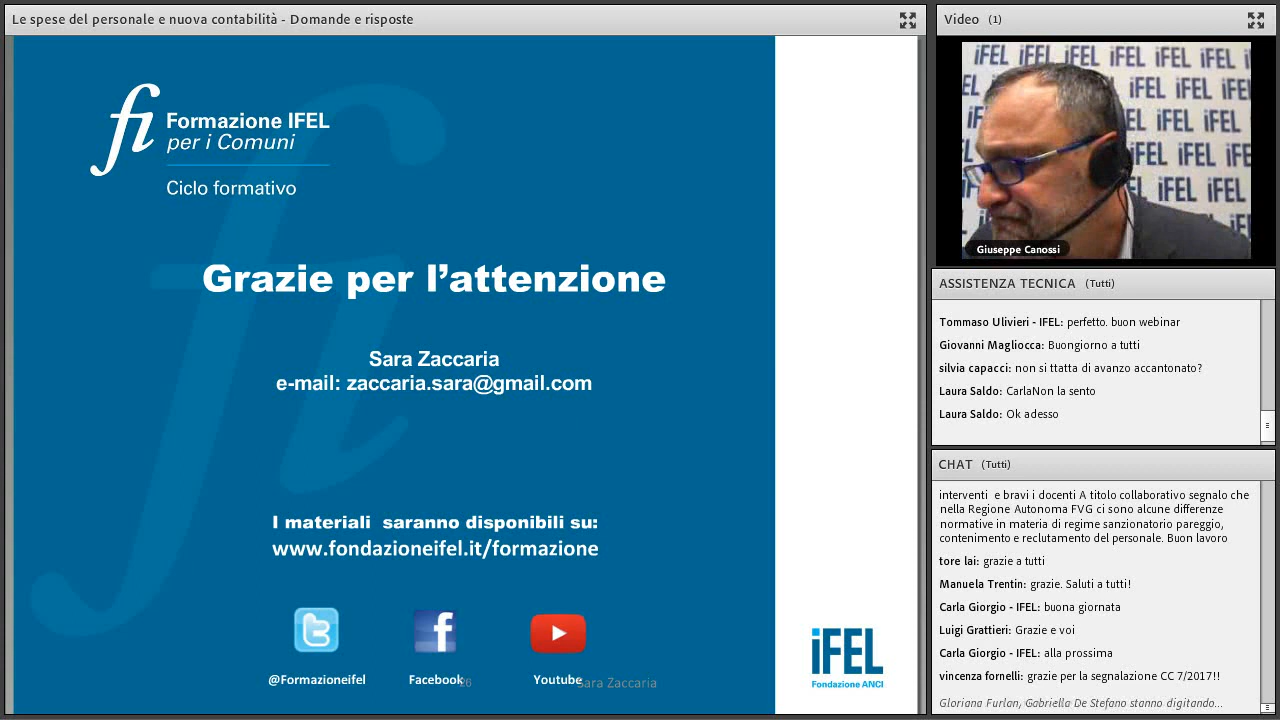 Le spese del personale e nuova contabilità - Domande e risposte
fi
Formazione IFEL
per i Comuni
Ciclo formativo
Grazie per l'attenzione
Sara Zaccaria
e-mail: zaccaria.sara@gmail.com
I materiali saranno disponibili su:
www.fondazioneifel.it/formazione
@Formazioneifel
Facebook
26
Youtube
Sara Zaccaria
iFEL
Fondazione ANCI
Video (1)
iFEL iFEL iFEL iFEL
Giuseppe Canossi
ASSISTENZA TECNICA (Tutti)
Tommaso Ulivieri - IFEL: perfetto. buon webinar
Giovanni Magliocca: Buongiorno a tutti
silvia capacci: non si ttatta di avanzo accantonato?
Laura Saldo: CarlaNon la sento
Laura Saldo: Ok adesso
CHAT (Tutti)
interventi e bravi i docenti A titolo collaborativo segnalo che
nella Regione Autonoma FVG ci sono alcune differenze
normative in materia di regime sanzionatorio pareggio,
contenimento e reclutamento del personale. Buon lavoro
tore lai: grazie a tutti
Manuela Trentin: grazie. Saluti a tutti!
Carla Giorgio - IFEL: buona giornata
Luigi Grattieri: Grazie e voi
Carla Giorgio - IFEL: alla prossima
vincenza fornelli: grazie per la segnalazione CC 7/2017!!
Gloriana Furlan, Gabriella De Stefano stanno digitando...